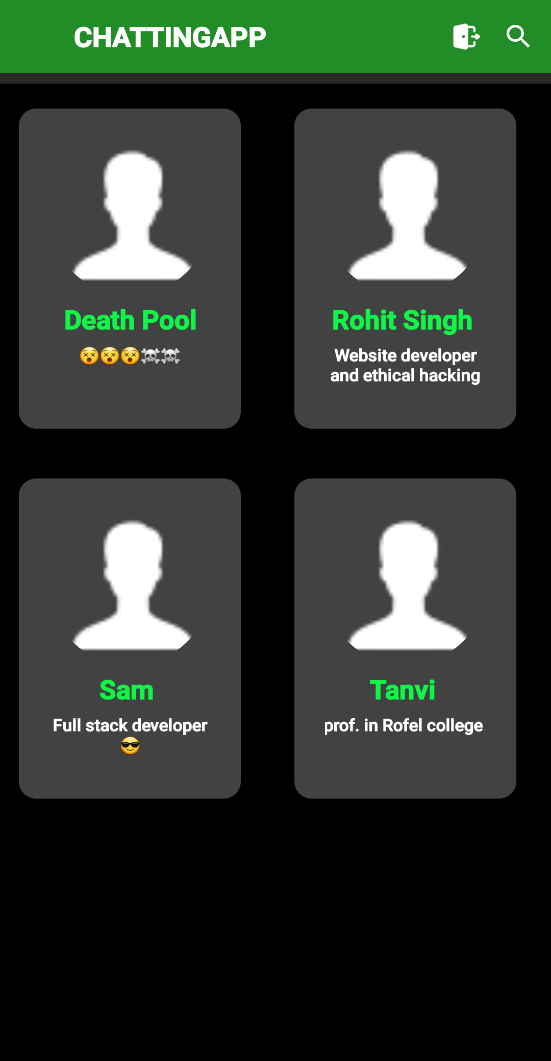 CHATTINGAPP
Death Pool
😵😵😵☠️☠️
Rohit Singh
Website developer
and ethical hacking
Sam
Full stack developer
😎
Tanvi
prof. in Rofel college